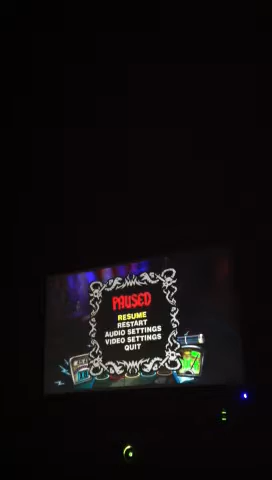 PAUSED
RESUME
RESTART
AUDIO SETTINGS
VIDEO SETTINGS
QUIT